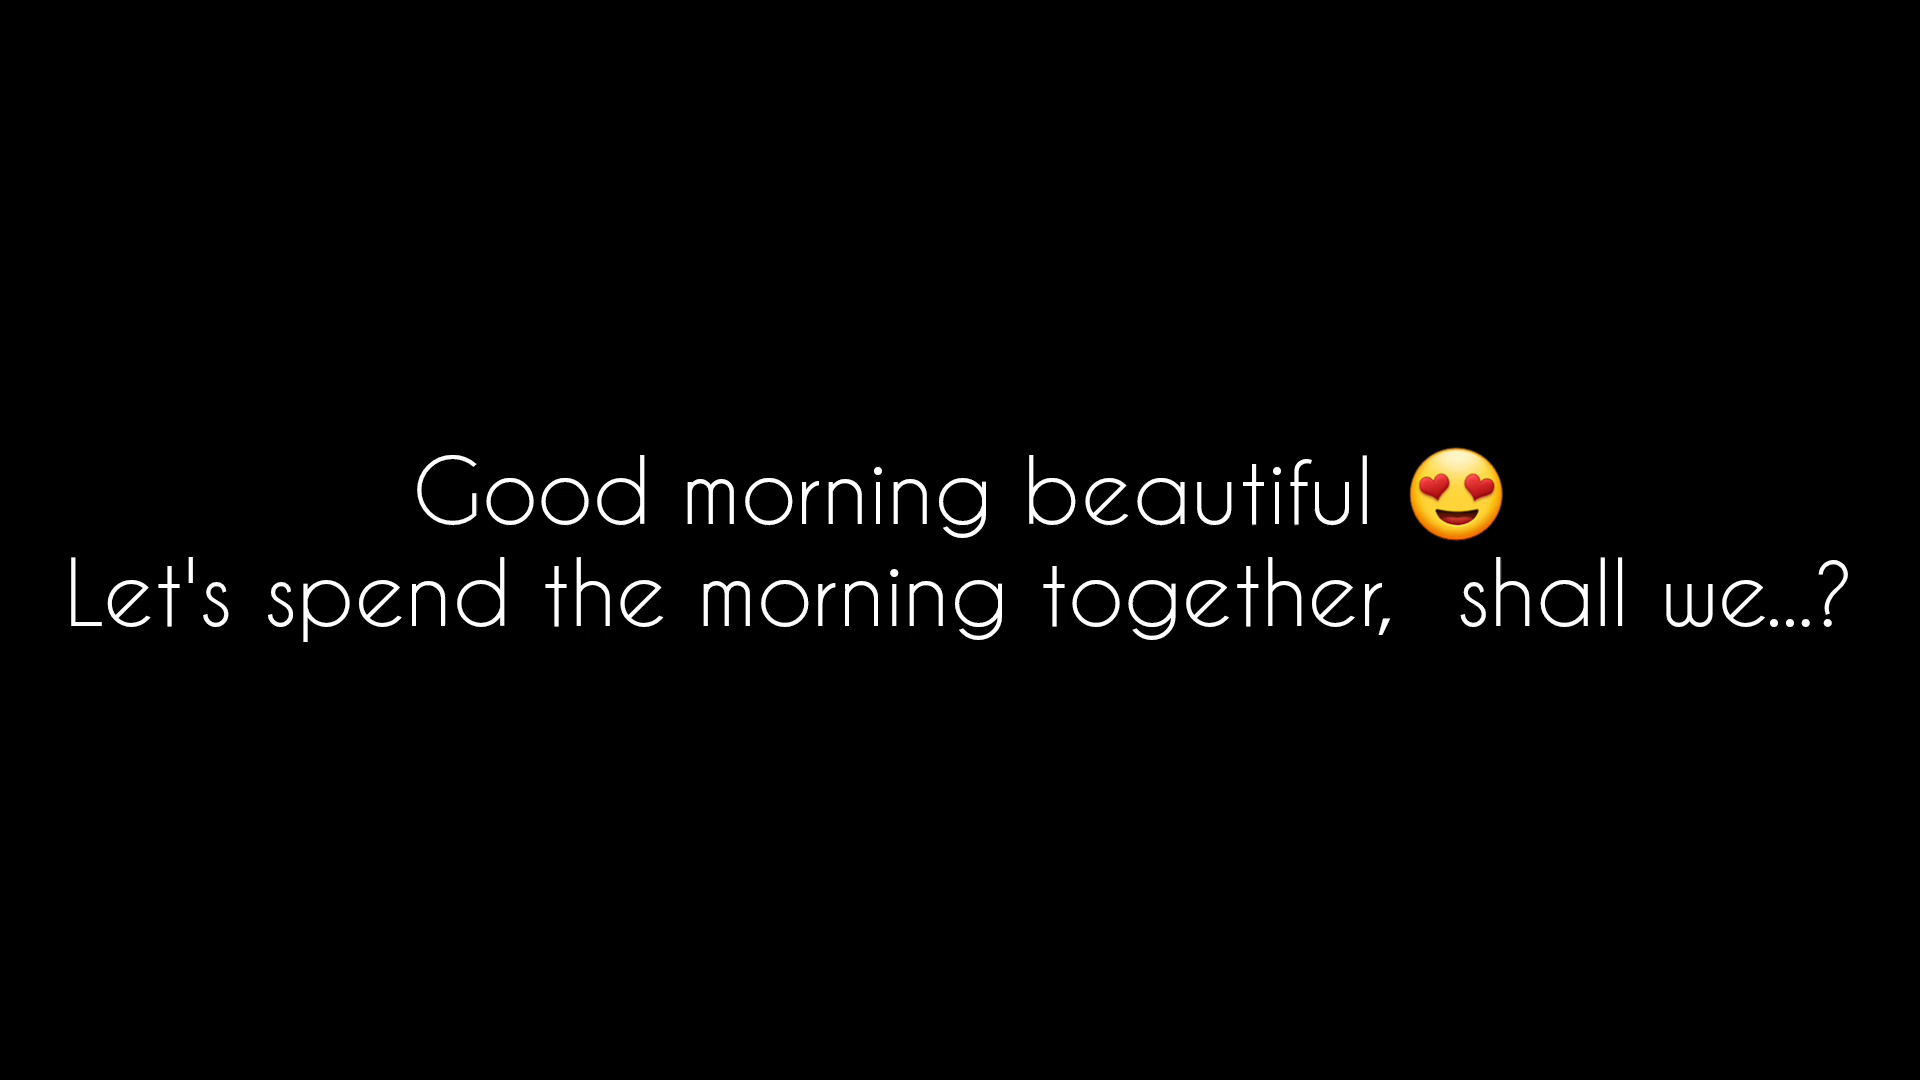 Good morning beautiful 😍
Let's spend the morning together,  shall we...?